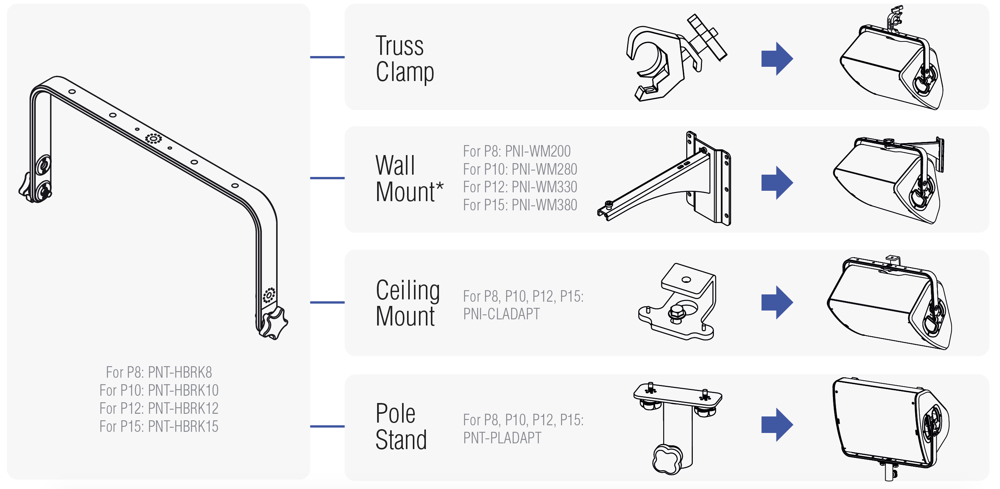 For P8: PNT-HBRK8
For P10: PNT-HBRK10
For P12: PNT-HBRK12
For P15: PNT-HBRK15
Truss
Clamp
Wall
Mount*
For P8: PNI-WM200
For P10: PNI-WM280
For P12: PNI-WM330
For P15: PNI-WM380
Ceiling
Mount
For P8, P10, P12, P15:
PNI-CLADAPT
Pole
Stand
For P8, P10, P12, P15:
PNT-PLADAPT